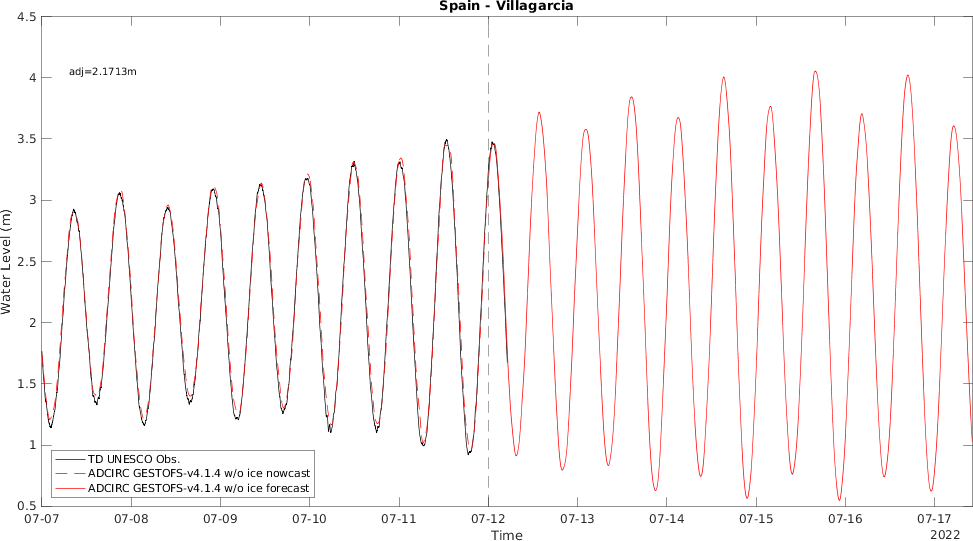 Spain - Villagarcia
4.5
4
3.5
3
2.5
2
1.5
1
0.5
Water Level (m)
adj=2.1713m
TD UNESCO Obs.
ADCIRC GESTOFS-v4.1.4 w/o ice nowcast
ADCIRC GESTOFS-v4.1.4 w/o ice forecast
07-07 07-08 07-09 07-10 07-11 07-12 07-13 07-14 07-15 07-16 07-17
Time
2022